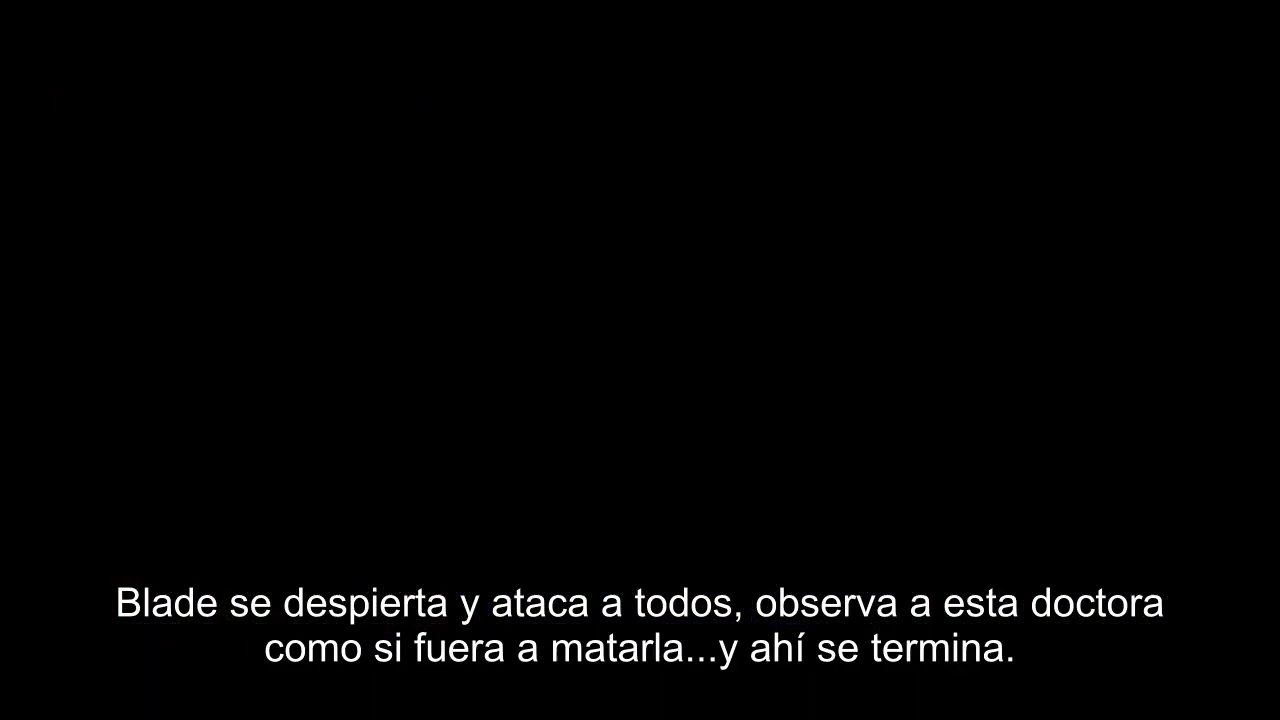 Blade se despierta y ataca a todos, observa a esta doctora
como si fuera a matarla...y ahí se termina.